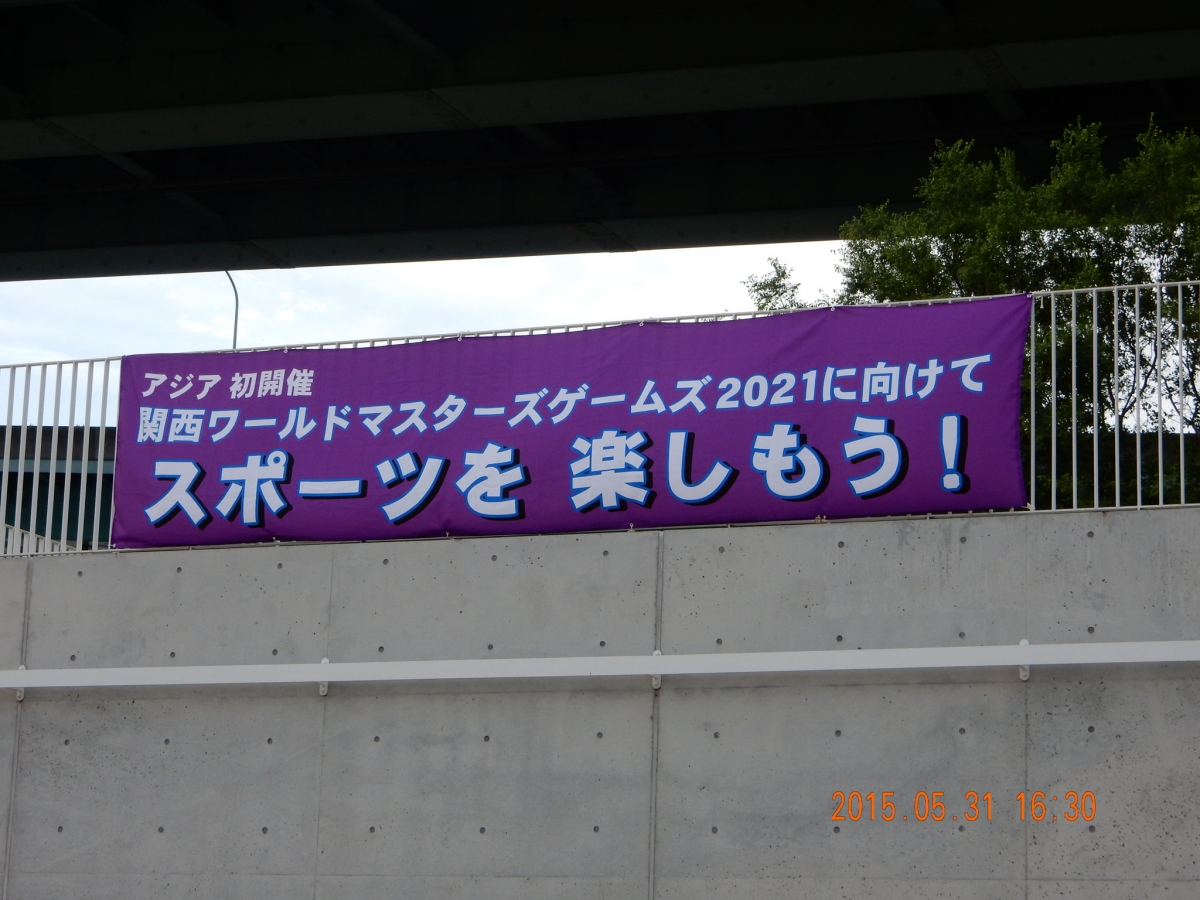 アジア 初開催
関西ワールドマスターズゲームズ2021に向けて
スポーツを 楽しもう!
2015.05.31 16:30